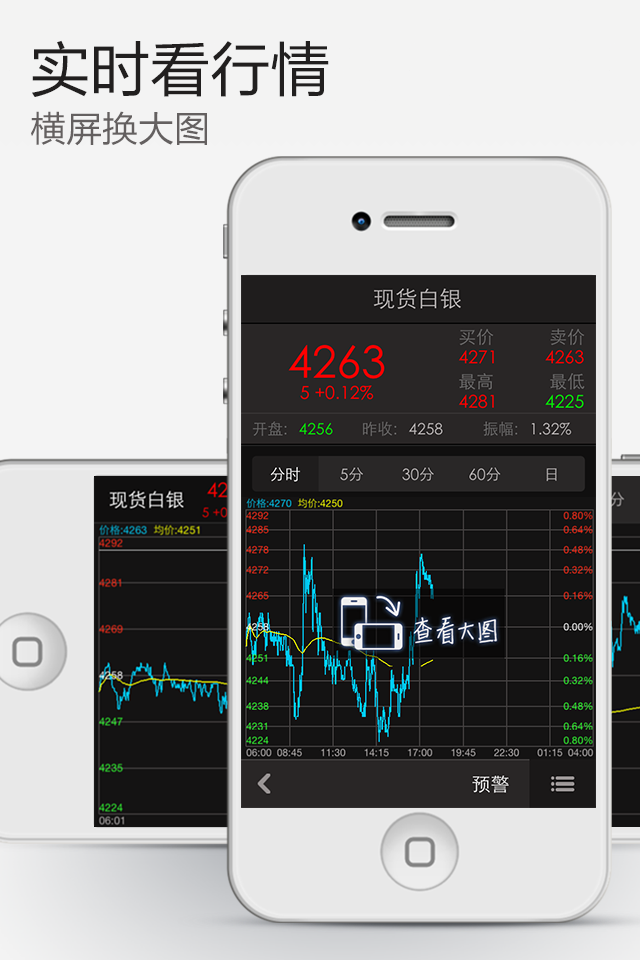 实时看行情
横屏换大图
现货白银
4263
5 +0.12%
买价 卖价
4271 4263
最高 最低
4281 4225
开盘: 4256 昨收: 4258 振幅: 1.32%
分时 5分 30分 60分 日
价格:4270 均价:4250
4292 0.80%
4285 0.64%
4278 0.48%
4272 0.32%
4265 0.16%
4258 0.00%
查看大图
4251 0.16%
4244 0.32%
4238 0.48%
4231 0.64%
4224 0.80%
06:00 08:45 11:30 14:15 17:00 19:45 22:30 01:15 04:00
预警
现货白银 42
5 +0
价格:4263 均价:4251
4292
4281
4269
4258
4247
4235
4224
06:01
分